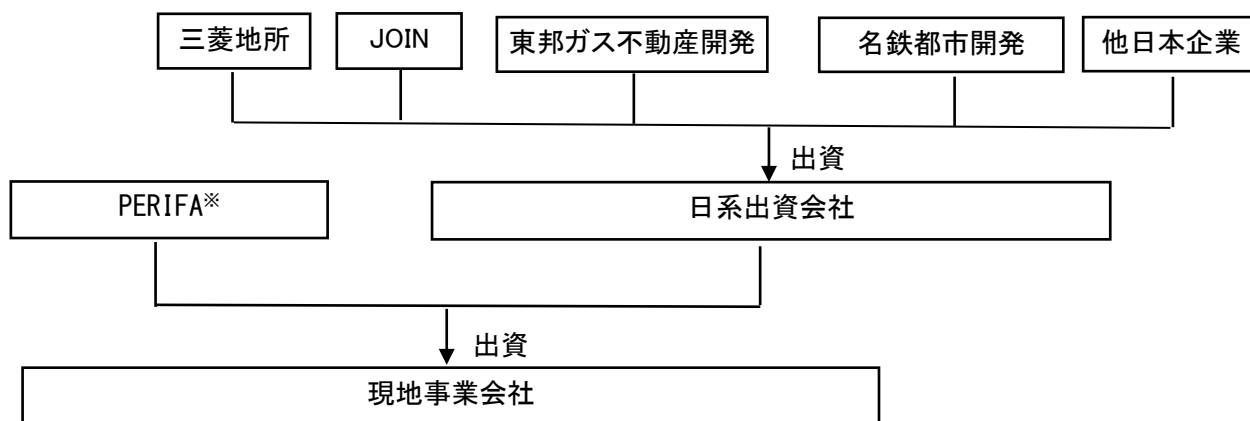 三菱地所
JOIN
東邦ガス不動産開発
名鉄都市開発
他日本企業
出資
PERIFA※
日系出資会社
出資
現地事業会社